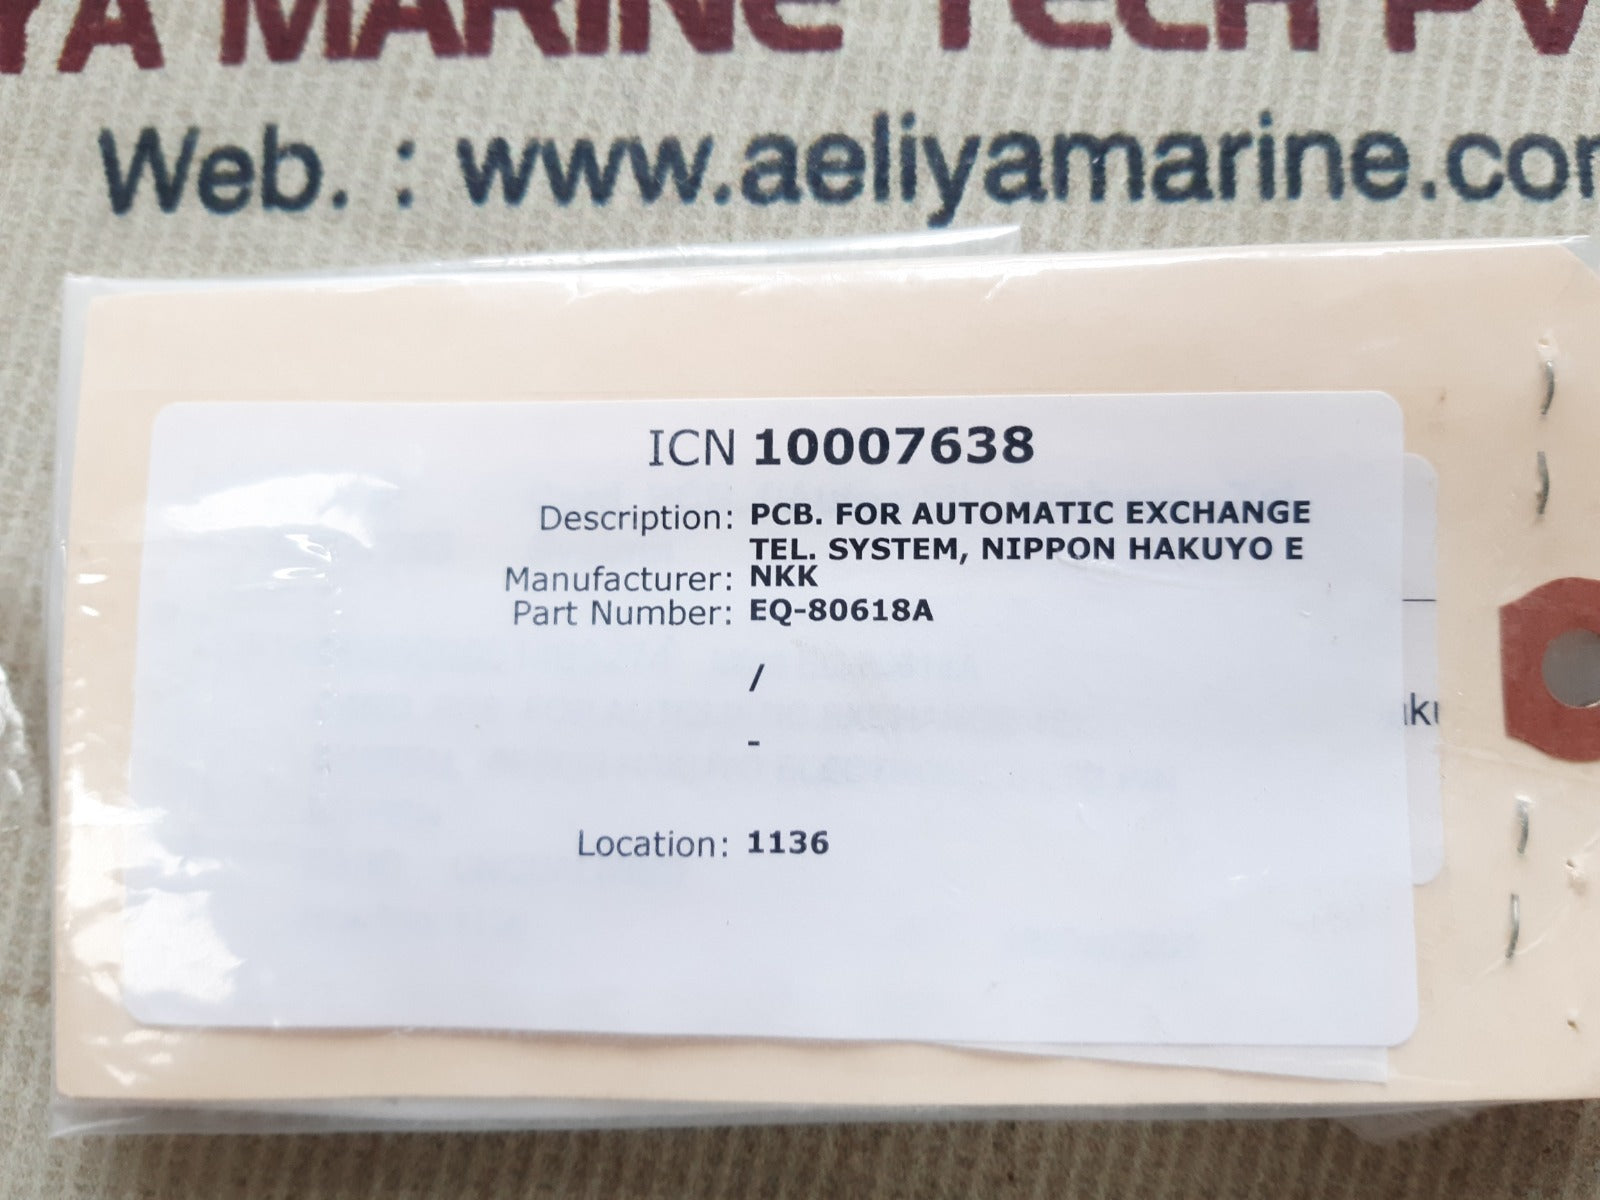 YA MARINE TECH PV
Web. : www.aeliyamarine.com
ICN 10007638
Description: PCB. FOR AUTOMATIC EXCHANGE
TEL. SYSTEM, NIPPON HAKUYO E
Manufacturer: NKK
Part Number: EQ-80618A
/
-
Location: 1136